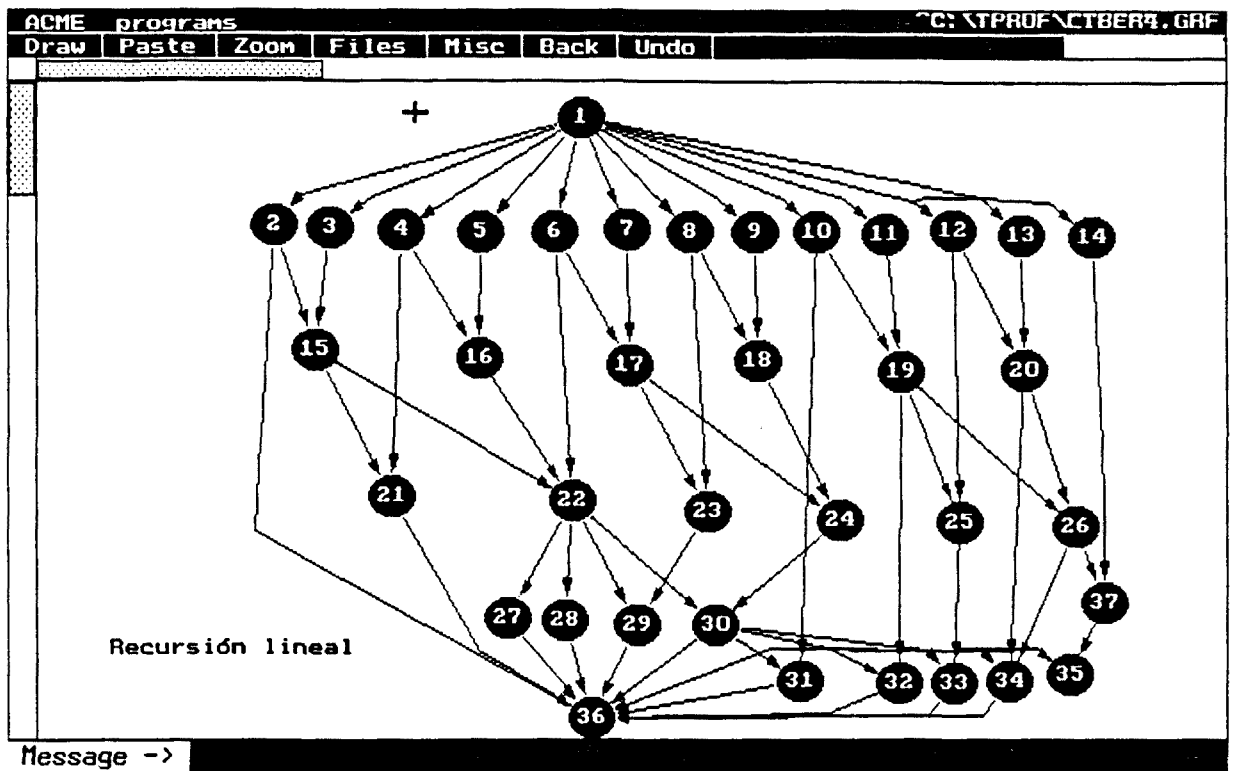 ACME programs ^C:\TPROF\CTBER4.GRF
Draw Paste Zoom Files Misc Back Undo
1
2 3 4 5 6 7 8 9 10 11 12 13 14
15 16 17 18 19 20
21 22 23 24 25 26
27 28 29 30 37
Recursión lineal
31 32 33 34 35
36
Message ->